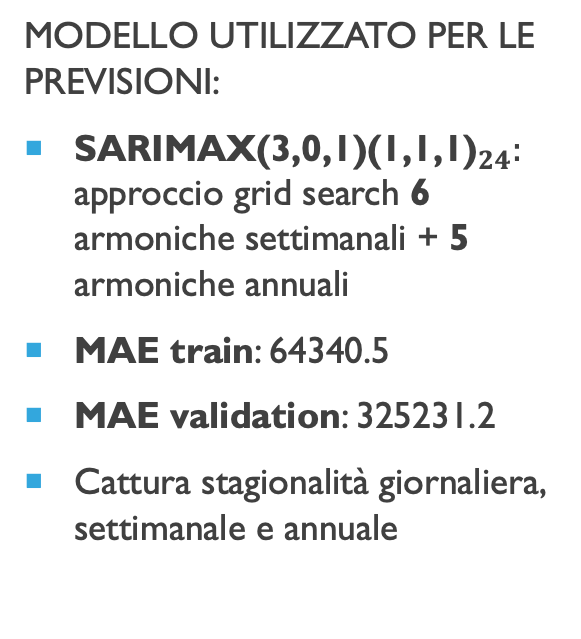 MODELLO UTILIZZATO PER LE
PREVISIONI:
▪ SARIMAX(3,0,1)(1,1,1)₂₄:
approccio grid search 6
armoniche settimanali + 5
armoniche annuali
▪ MAE train: 64340.5
▪ MAE validation: 325231.2
▪ Cattura stagionalità giornaliera,
settimanale e annuale